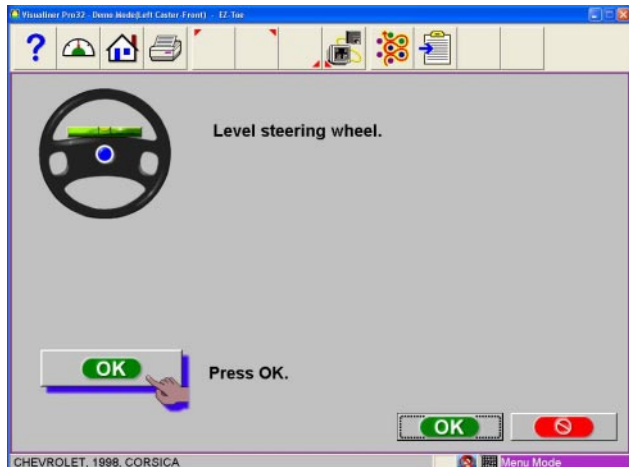 Visualiner Pro32 - Demo Mode(Left Caster-Front) - EZ-Toe
?
Level steering wheel.
OK
Press OK.
OK
CHEVROLET, 1998, CORSICA
Menu Mode